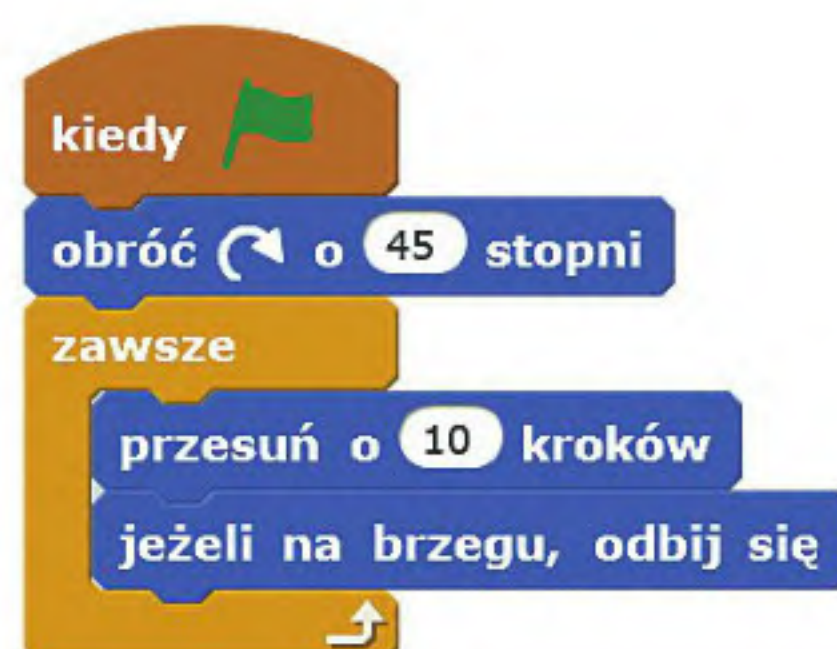 kiedy
obróć o 45 stopni
zawsze
przesuń o 10 kroków
jeżeli na brzegu, odbij się